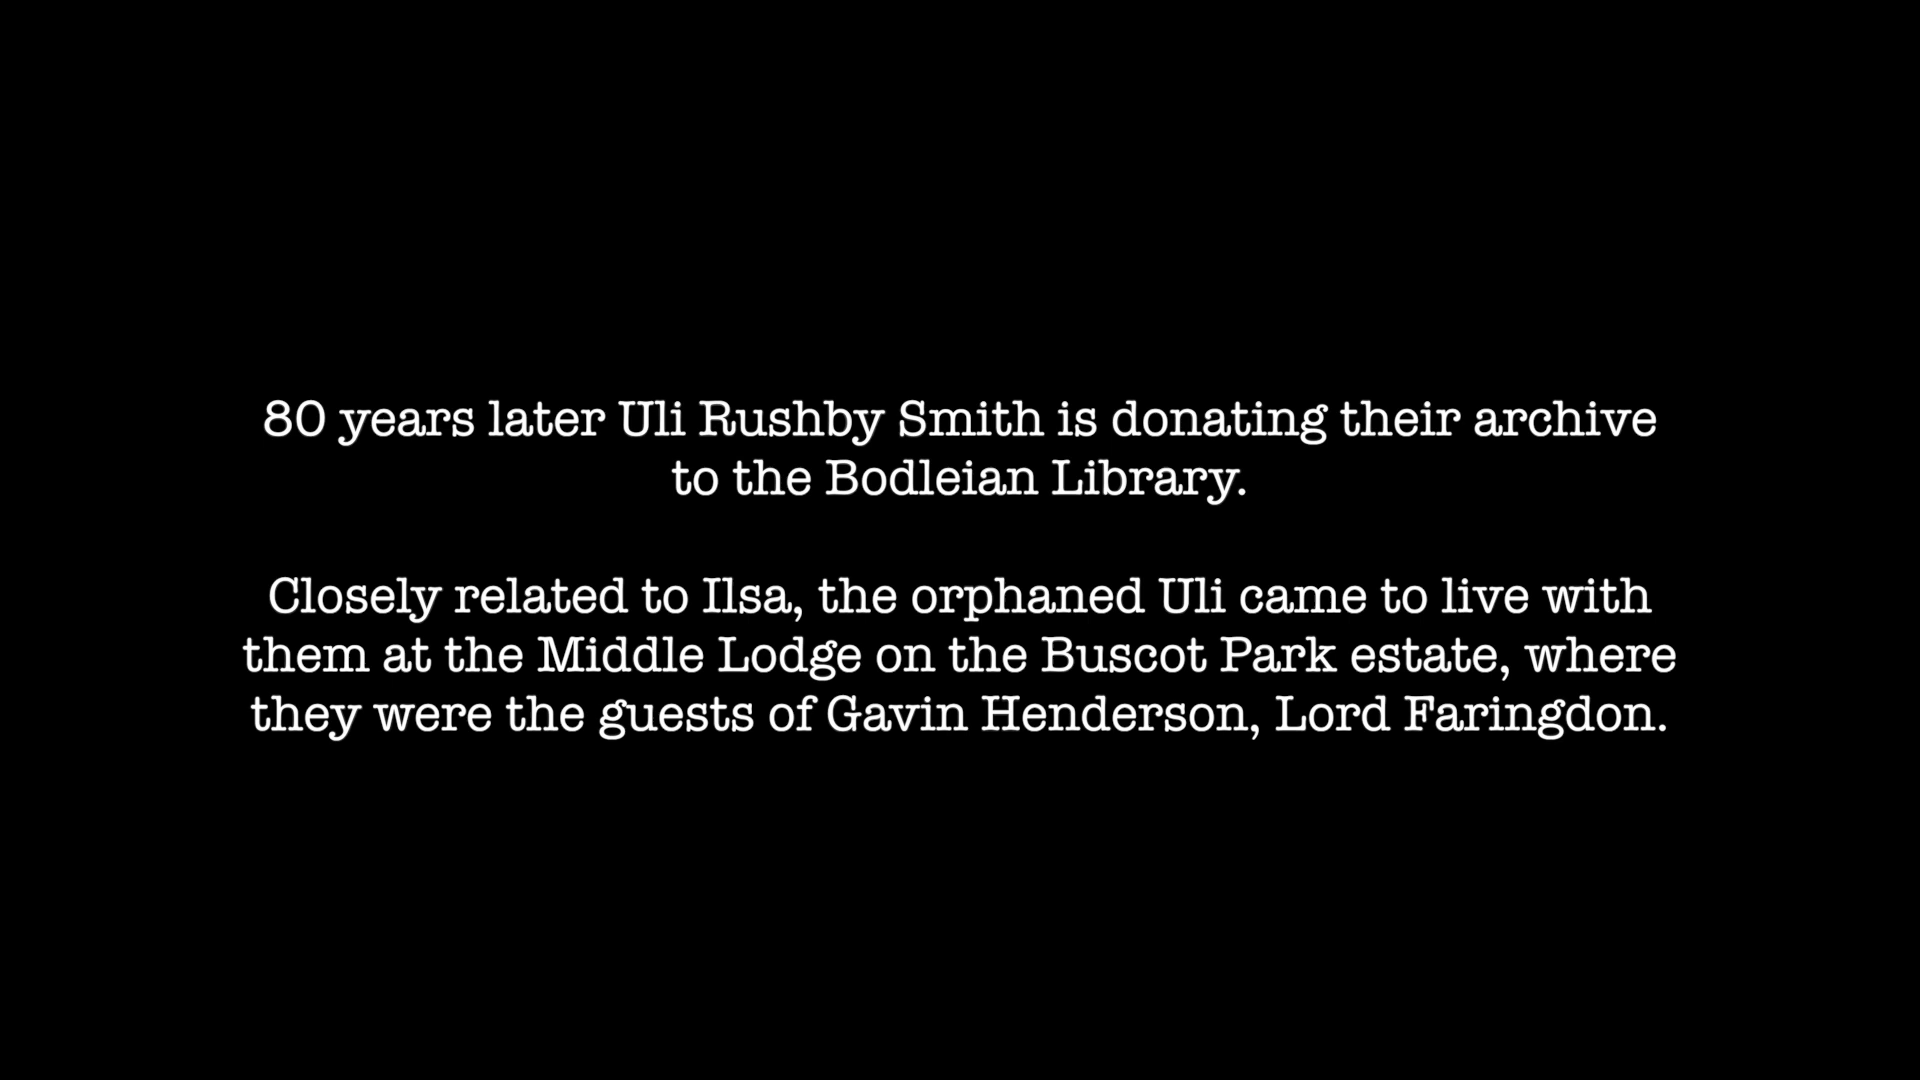 80 years later Uli Rushby Smith is donating their archive
to the Bodleian Library.
Closely related to Ilsa, the orphaned Uli came to live with
them at the Middle Lodge on the Buscot Park estate, where
they were the guests of Gavin Henderson, Lord Faringdon.